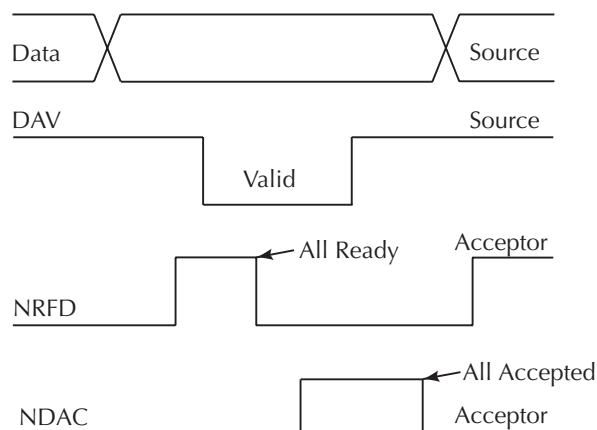 Data Source
DAV Source
Valid
All Ready Acceptor
NRFD
All Accepted
NDAC Acceptor